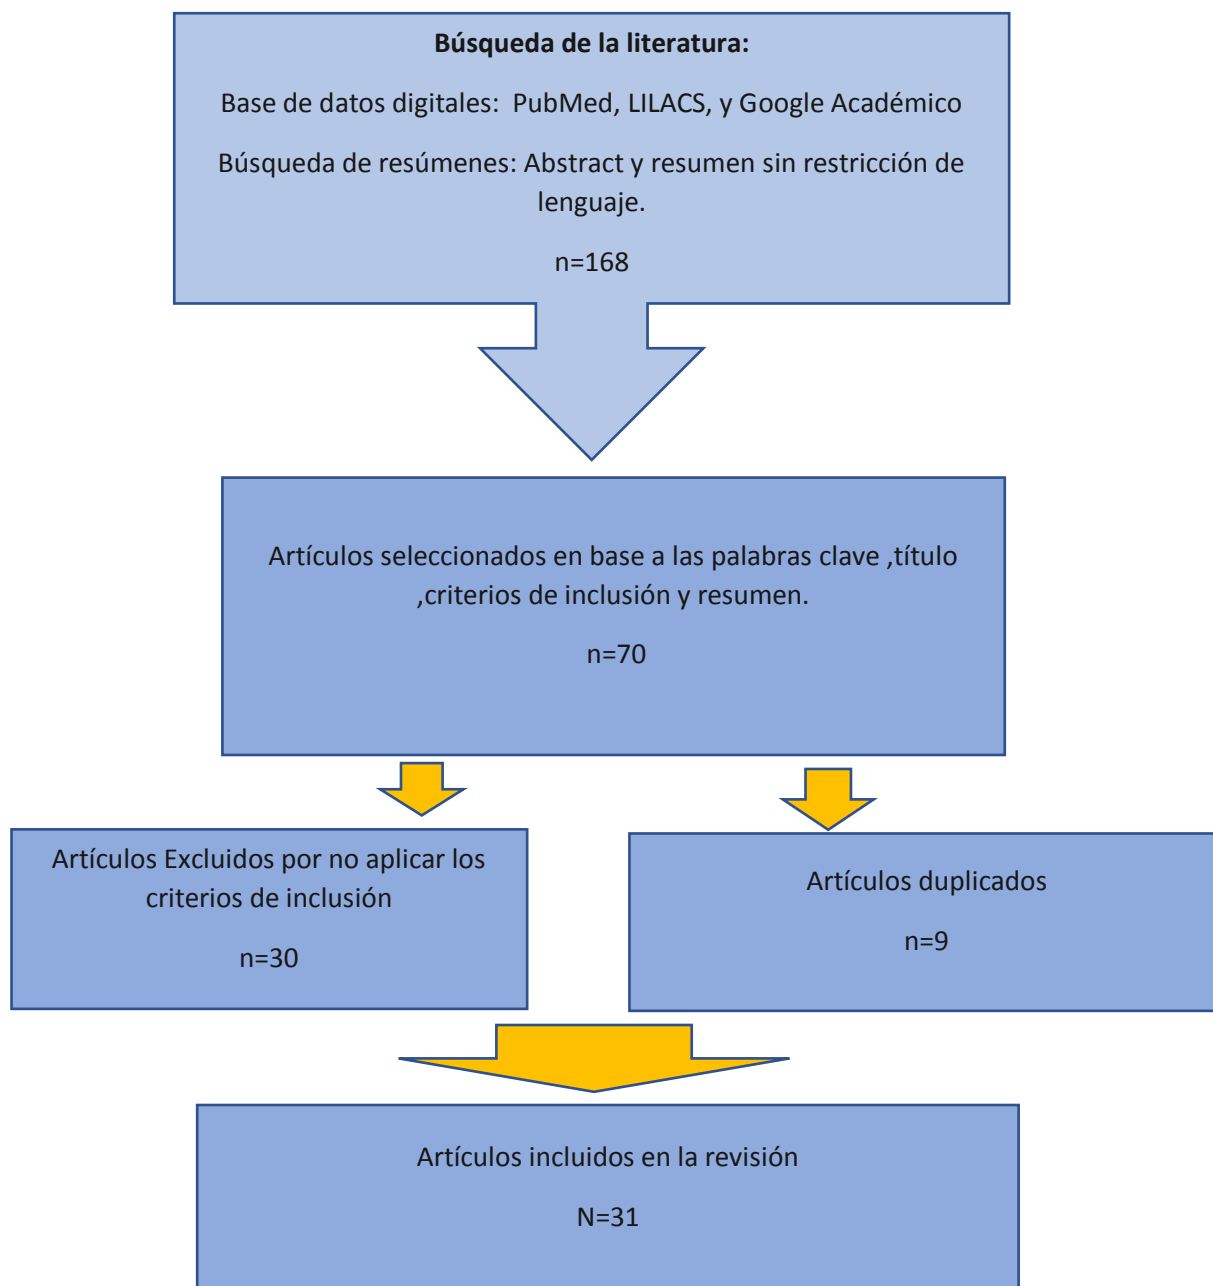 Búsqueda de la literatura:
Base de datos digitales:  PubMed, LILACS, y Google Académico
Búsqueda de resúmenes: Abstract y resumen sin restricción de
lenguaje.
n=168
Artículos seleccionados en base a las palabras clave ,título
,criterios de inclusión y resumen.
n=70
Artículos Excluidos por no aplicar los
criterios de inclusión
n=30
Artículos duplicados
n=9
Artículos incluidos en la revisión
N=31